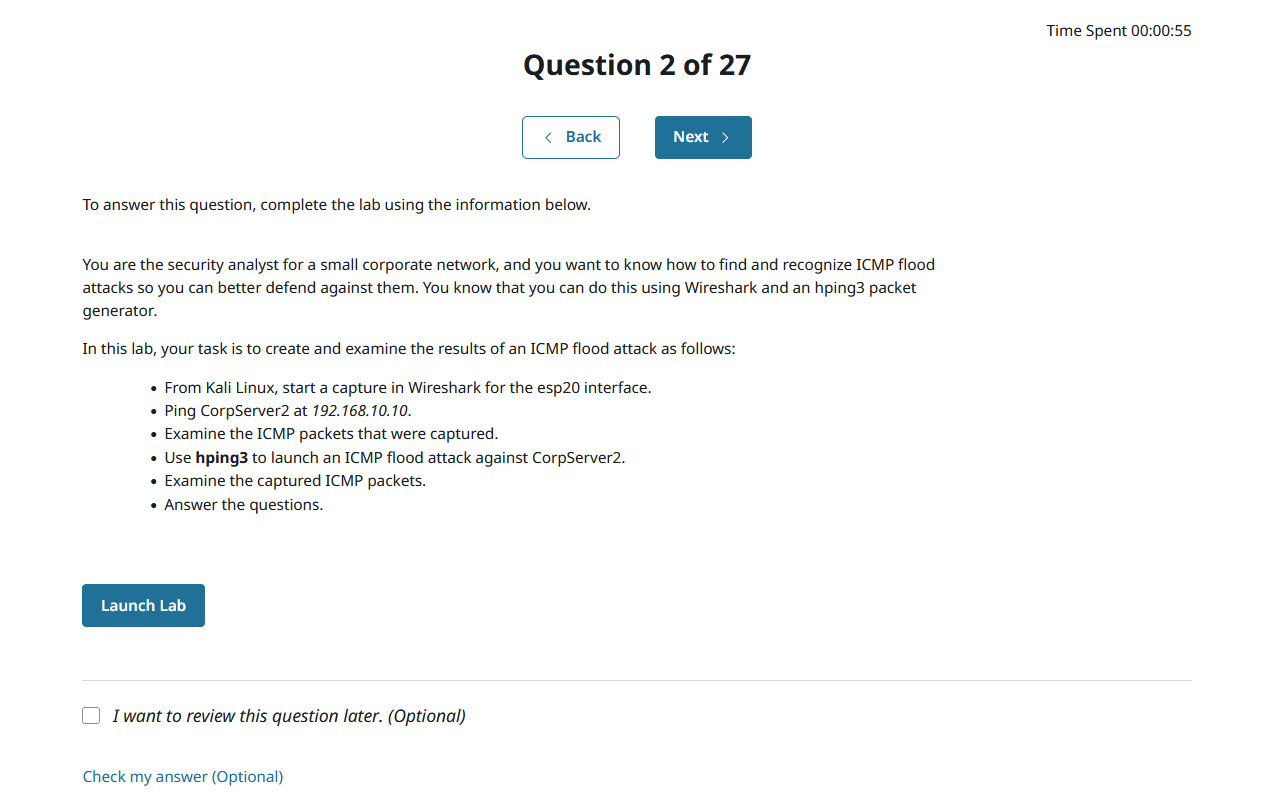 Time Spent 00:00:55
Question 2 of 27
Back
Next
To answer this question, complete the lab using the information below.
You are the security analyst for a small corporate network, and you want to know how to find and recognize ICMP flood
attacks so you can better defend against them. You know that you can do this using Wireshark and an hping3 packet
generator.
In this lab, your task is to create and examine the results of an ICMP flood attack as follows:
• From Kali Linux, start a capture in Wireshark for the esp20 interface.
• Ping CorpServer2 at 192.168.10.10.
• Examine the ICMP packets that were captured.
• Use hping3 to launch an ICMP flood attack against CorpServer2.
• Examine the captured ICMP packets.
• Answer the questions.
Launch Lab
I want to review this question later. (Optional)
Check my answer (Optional)